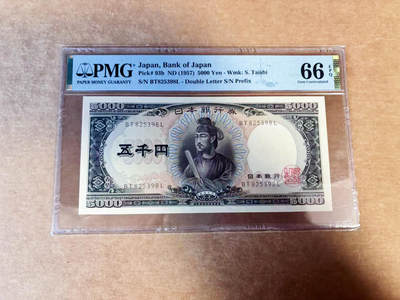 PMG
PAPER MONEY GUARANTY
Japan, Bank of Japan
Pick# 93b ND (1957) 5000 Yen - Wmk: S. Taishi
S/N BT825398L - Double Letter S/N Prefix
66 EPQ
Gem Uncirculated
5000 日本銀行券 5000
BT825398L
五千円
日本銀行
BT825398L
5000 5000